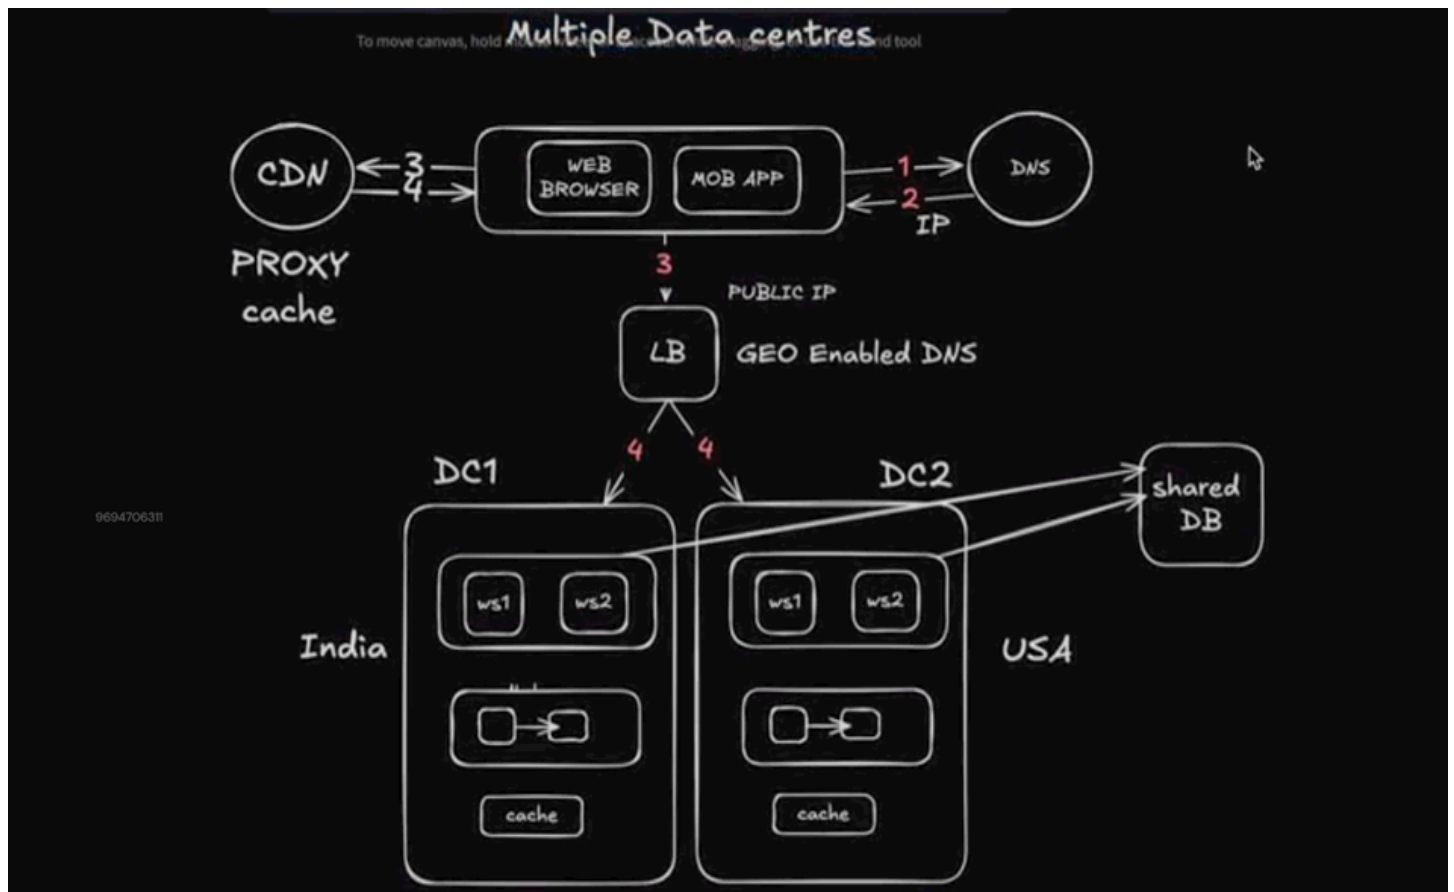 Multiple Data centres
To move canvas, hold
nd tool
CDN
3
4
WEB
BROWSER
MOB APP
1
2
IP
DNS
PROXY
cache
3
PUBLIC IP
LB
GEO Enabled DNS
4
4
DC1
DC2
shared
DB
9694706311
ws1
ws2
ws1
ws2
India
USA
cache
cache